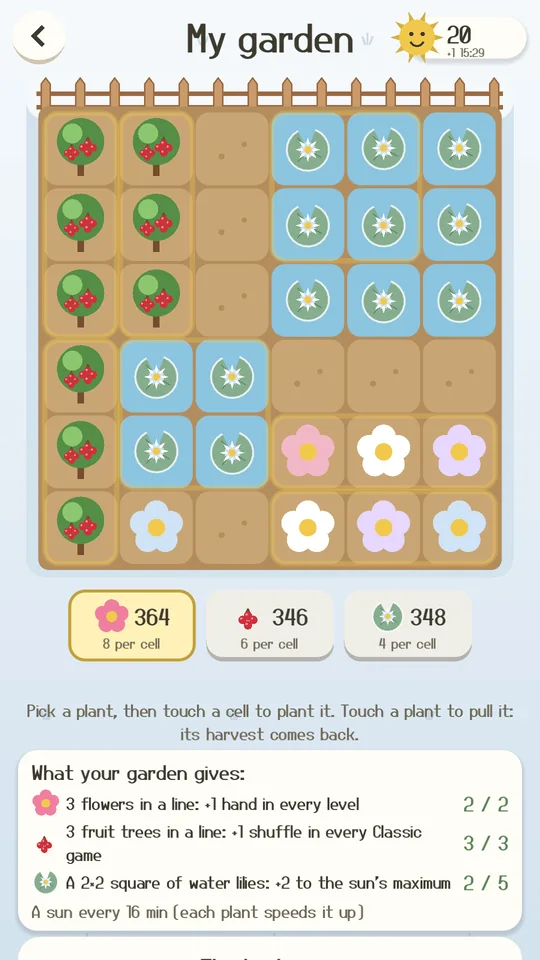 My garden
20
+1 15:29
364
8 per cell
346
6 per cell
348
4 per cell
Pick a plant, then touch a cell to plant it. Touch a plant to pull it:
its harvest comes back.
What your garden gives:
3 flowers in a line: +1 hand in every level 2 / 2
3 fruit trees in a line: +1 shuffle in every Classic
game 3 / 3
A 2×2 square of water lilies: +2 to the sun's maximum 2 / 5
A sun every 16 min (each plant speeds it up)